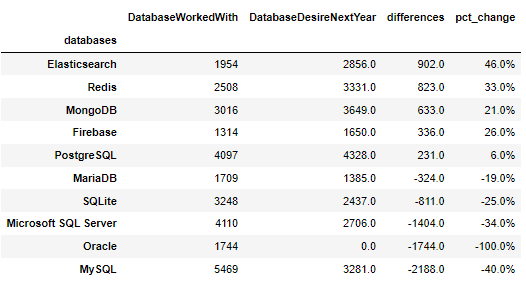 DatabaseWorkedWith DatabaseDesireNextYear differences pct_change
databases
Elasticsearch 1954 2856.0 902.0 46.0%
Redis 2508 3331.0 823.0 33.0%
MongoDB 3016 3649.0 633.0 21.0%
Firebase 1314 1650.0 336.0 26.0%
PostgreSQL 4097 4328.0 231.0 6.0%
MariaDB 1709 1385.0 -324.0 -19.0%
SQLite 3248 2437.0 -811.0 -25.0%
Microsoft SQL Server 4110 2706.0 -1404.0 -34.0%
Oracle 1744 0.0 -1744.0 -100.0%
MySQL 5469 3281.0 -2188.0 -40.0%